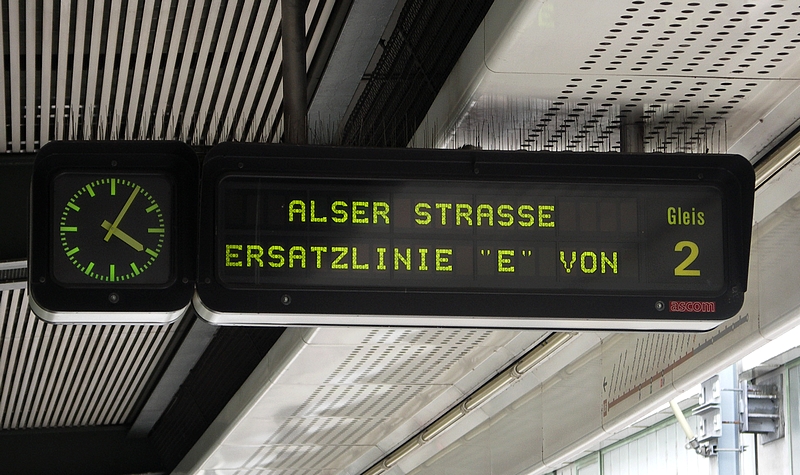 ALSER STRASSE
ERSATZLINIE "E" VON
Gleis
2
ascom